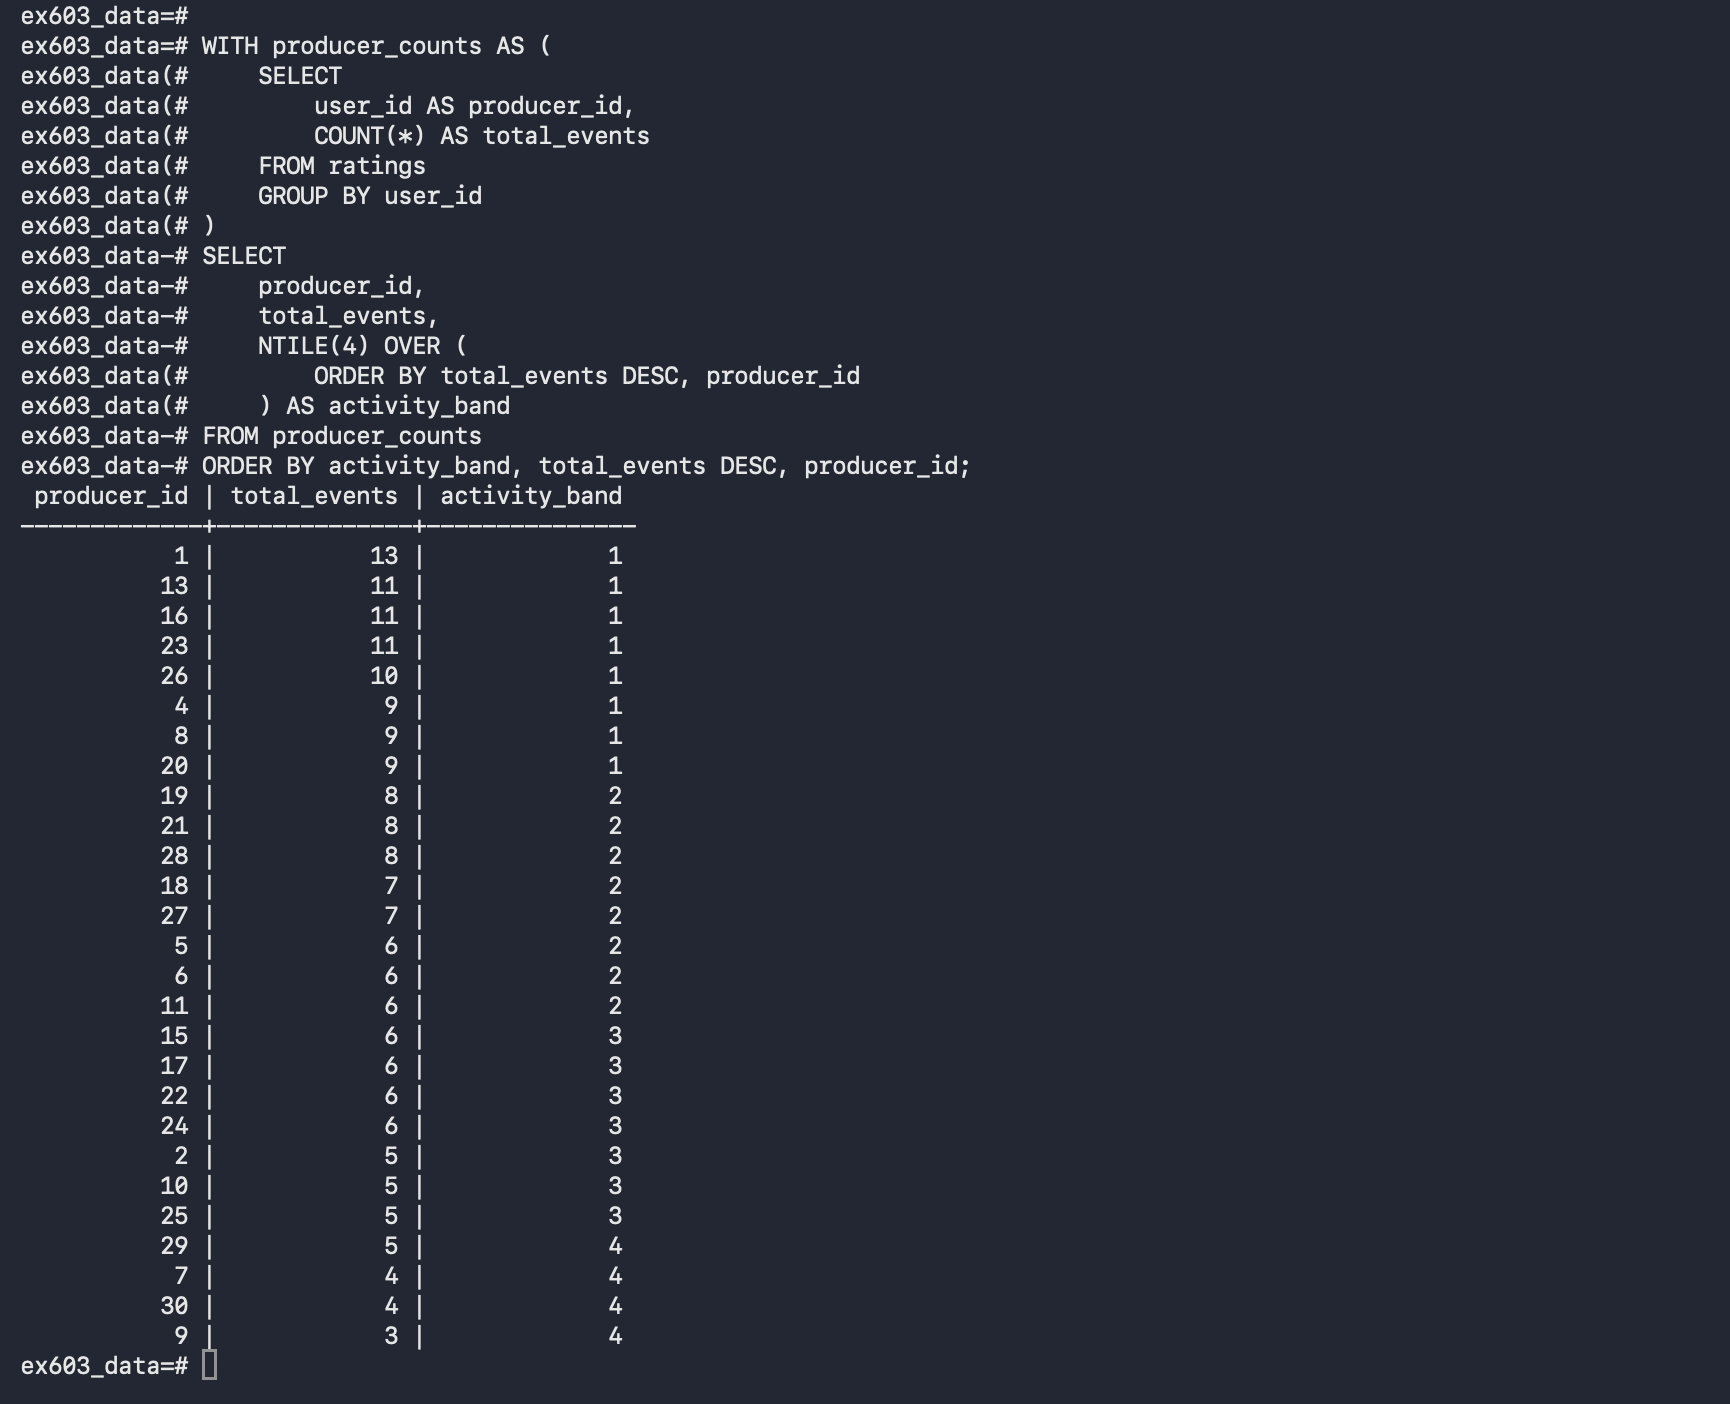 ex603_data=#
ex603_data=# WITH producer_counts AS (
ex603_data(#     SELECT
ex603_data(#         user_id AS producer_id,
ex603_data(#         COUNT(*) AS total_events
ex603_data(#     FROM ratings
ex603_data(#     GROUP BY user_id
ex603_data(# )
ex603_data-# SELECT
ex603_data-#     producer_id,
ex603_data-#     total_events,
ex603_data-#     NTILE(4) OVER (
ex603_data(#         ORDER BY total_events DESC, producer_id
ex603_data(#     ) AS activity_band
ex603_data-# FROM producer_counts
ex603_data-# ORDER BY activity_band, total_events DESC, producer_id;
 producer_id | total_events | activity_band
-------------+--------------+---------------
           1 |           13 |             1
          13 |           11 |             1
          16 |           11 |             1
          23 |           11 |             1
          26 |           10 |             1
           4 |            9 |             1
           8 |            9 |             1
          20 |            9 |             1
          19 |            8 |             2
          21 |            8 |             2
          28 |            8 |             2
          18 |            7 |             2
          27 |            7 |             2
           5 |            6 |             2
           6 |            6 |             2
          11 |            6 |             2
          15 |            6 |             3
          17 |            6 |             3
          22 |            6 |             3
          24 |            6 |             3
           2 |            5 |             3
          10 |            5 |             3
          25 |            5 |             3
          29 |            5 |             4
           7 |            4 |             4
          30 |            4 |             4
           9 |            3 |             4
ex603_data=#